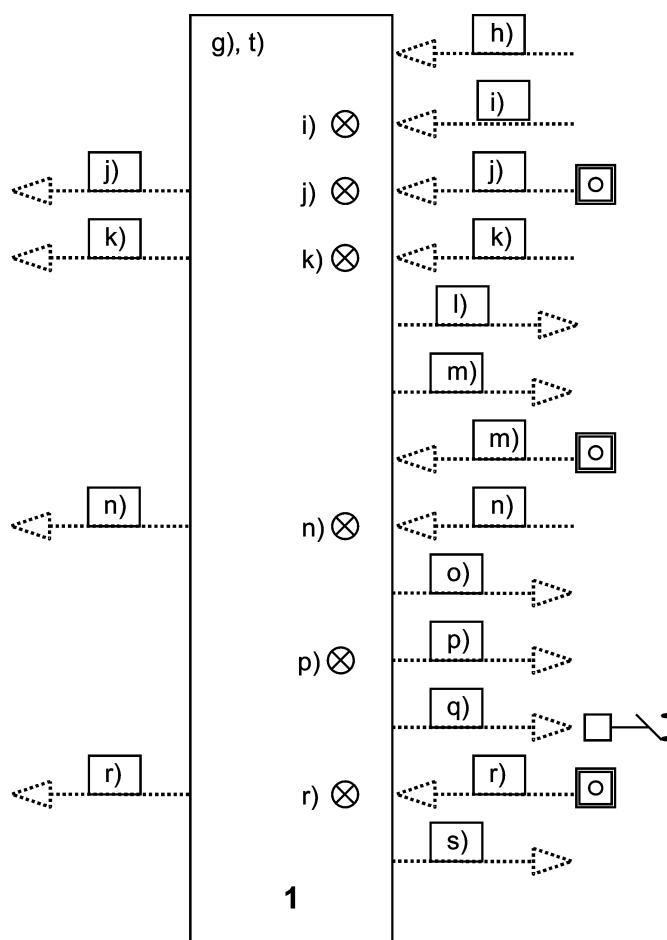 g), t)
h)
i)
i)
j)
j)
j)
k)
k)
k)
l)
m)
m)
n)
n)
n)
o)
p)
p)
q)
r)
r)
r)
s)
1